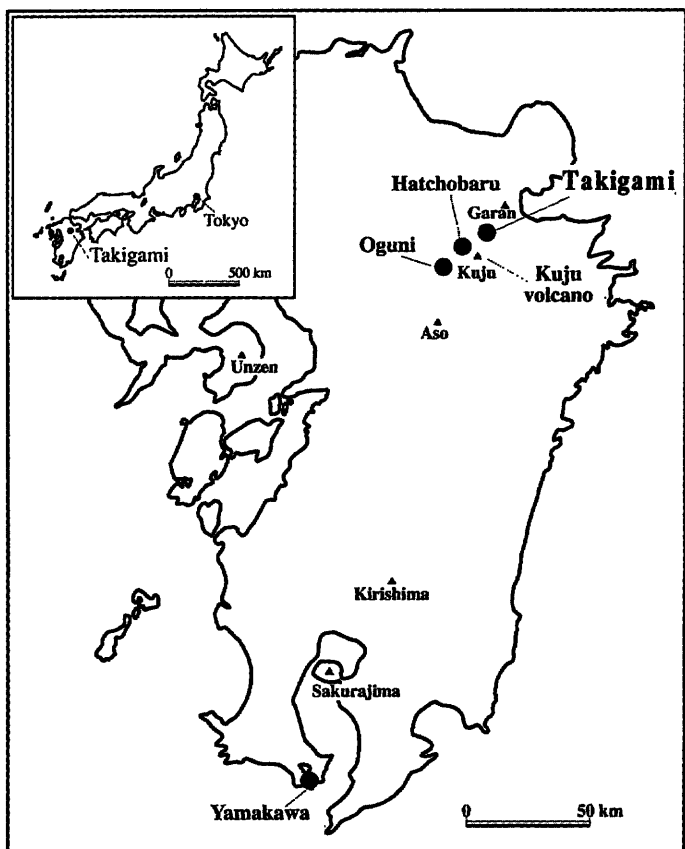 Tokyo
Takigami
0 500 km
Hatchobaru
Takigami
Garan
Oguni
Kuju
Kuju
volcano
Aso
Unzen
Kirishima
Sakurajima
Yamakawa
0 50 km